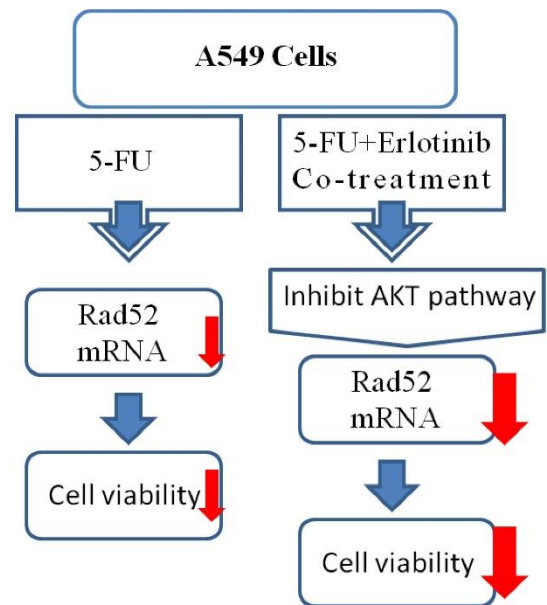 A549 Cells
5-FU
5-FU+Erlotinib
Co-treatment
Rad52
mRNA
Cell viability
Inhibit AKT pathway
Rad52
mRNA
Cell viability